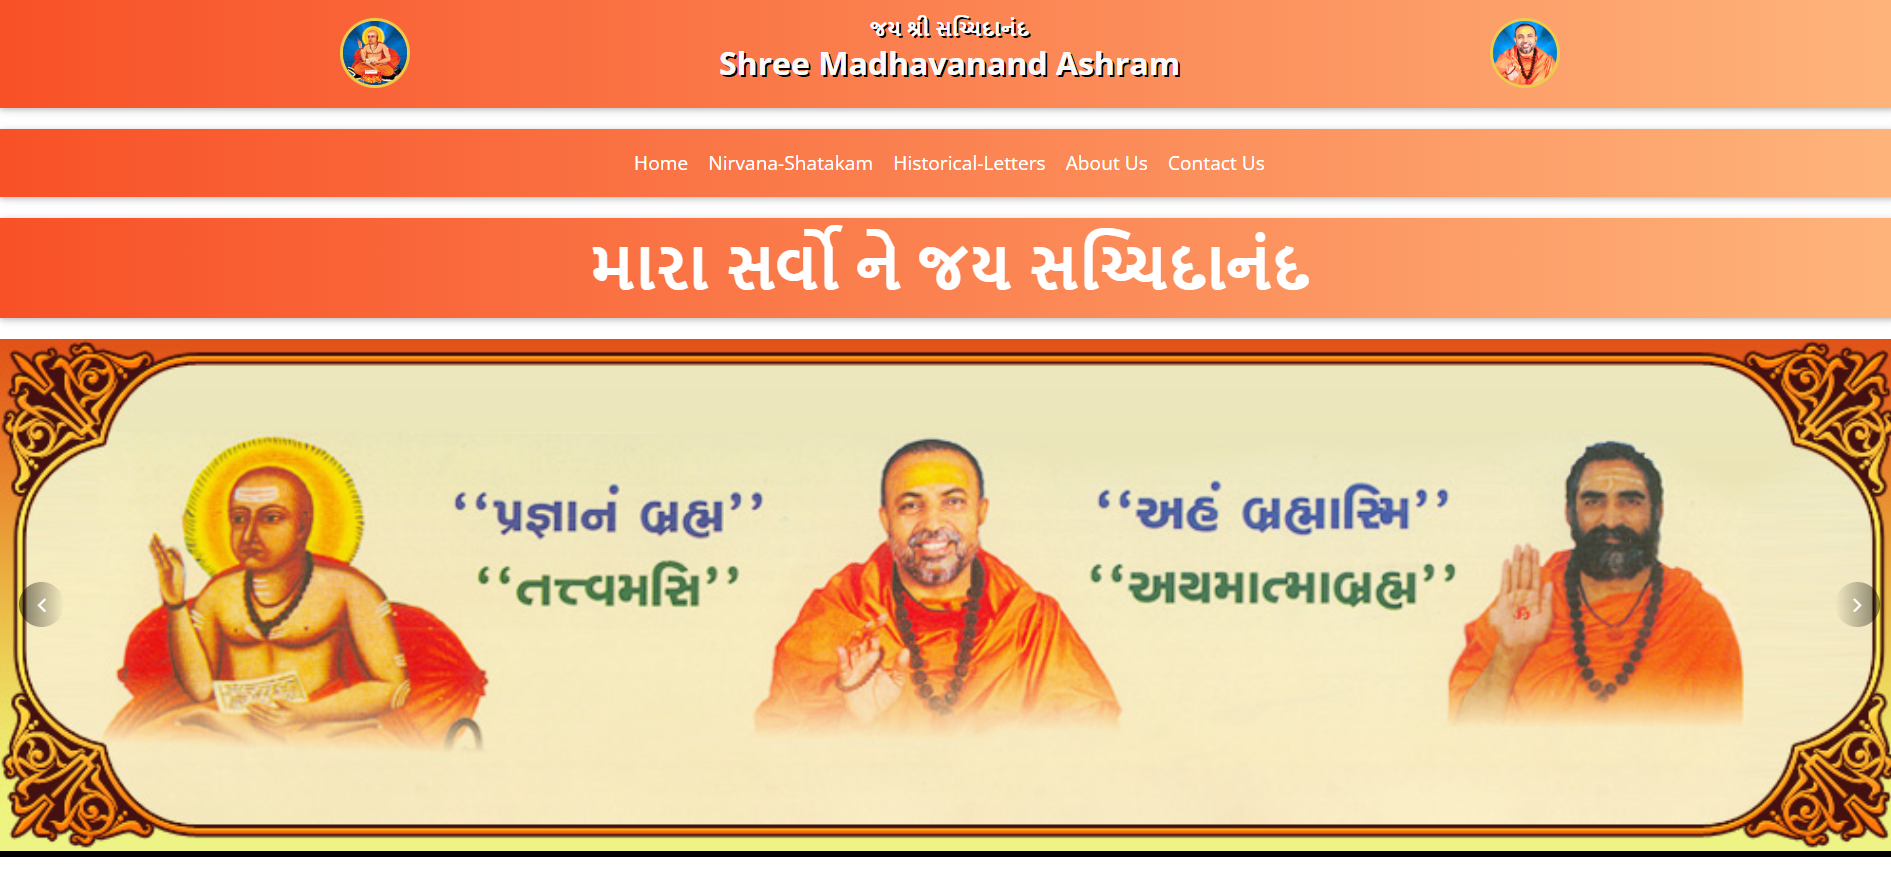 જય શ્રી સચ્ચિદાનંદ
Shree Madhavanand Ashram
Home Nirvana-Shatakam Historical-Letters About Us Contact Us
મારા સર્વો ને જય સચ્ચિદાનંદ
‘‘પ્રજ્ઞાનં બ્રહ્મ’’
‘‘તત્ત્વમસિ’’
‘‘અહં બ્રહ્માસ્મિ’’
‘‘અયમાત્માબ્રહ્મ’’
ૐ